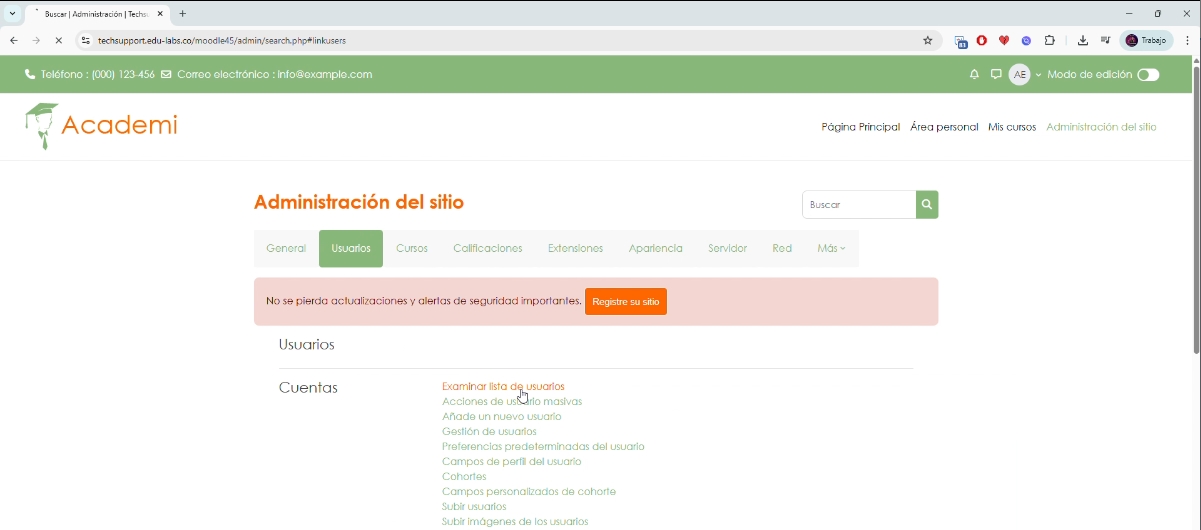 Buscar | Administración | Techsu
techsupport.edu-labs.co/moodle45/admin/search.php#linkusers
Trabajo
Teléfono : (000) 123-456 Correo electrónico : info@example.com
AE Modo de edición
Academi
Página Principal Área personal Mis cursos Administración del sitio
Administración del sitio
Buscar
General Usuarios Cursos Calificaciones Extensiones Apariencia Servidor Red Más
No se pierda actualizaciones y alertas de seguridad importantes. Registre su sitio
Usuarios
Cuentas
Examinar lista de usuarios
Acciones de usuario masivas
Añade un nuevo usuario
Gestión de usuarios
Preferencias predeterminadas del usuario
Campos de perfil del usuario
Cohortes
Campos personalizados de cohorte
Subir usuarios
Subir imágenes de los usuarios